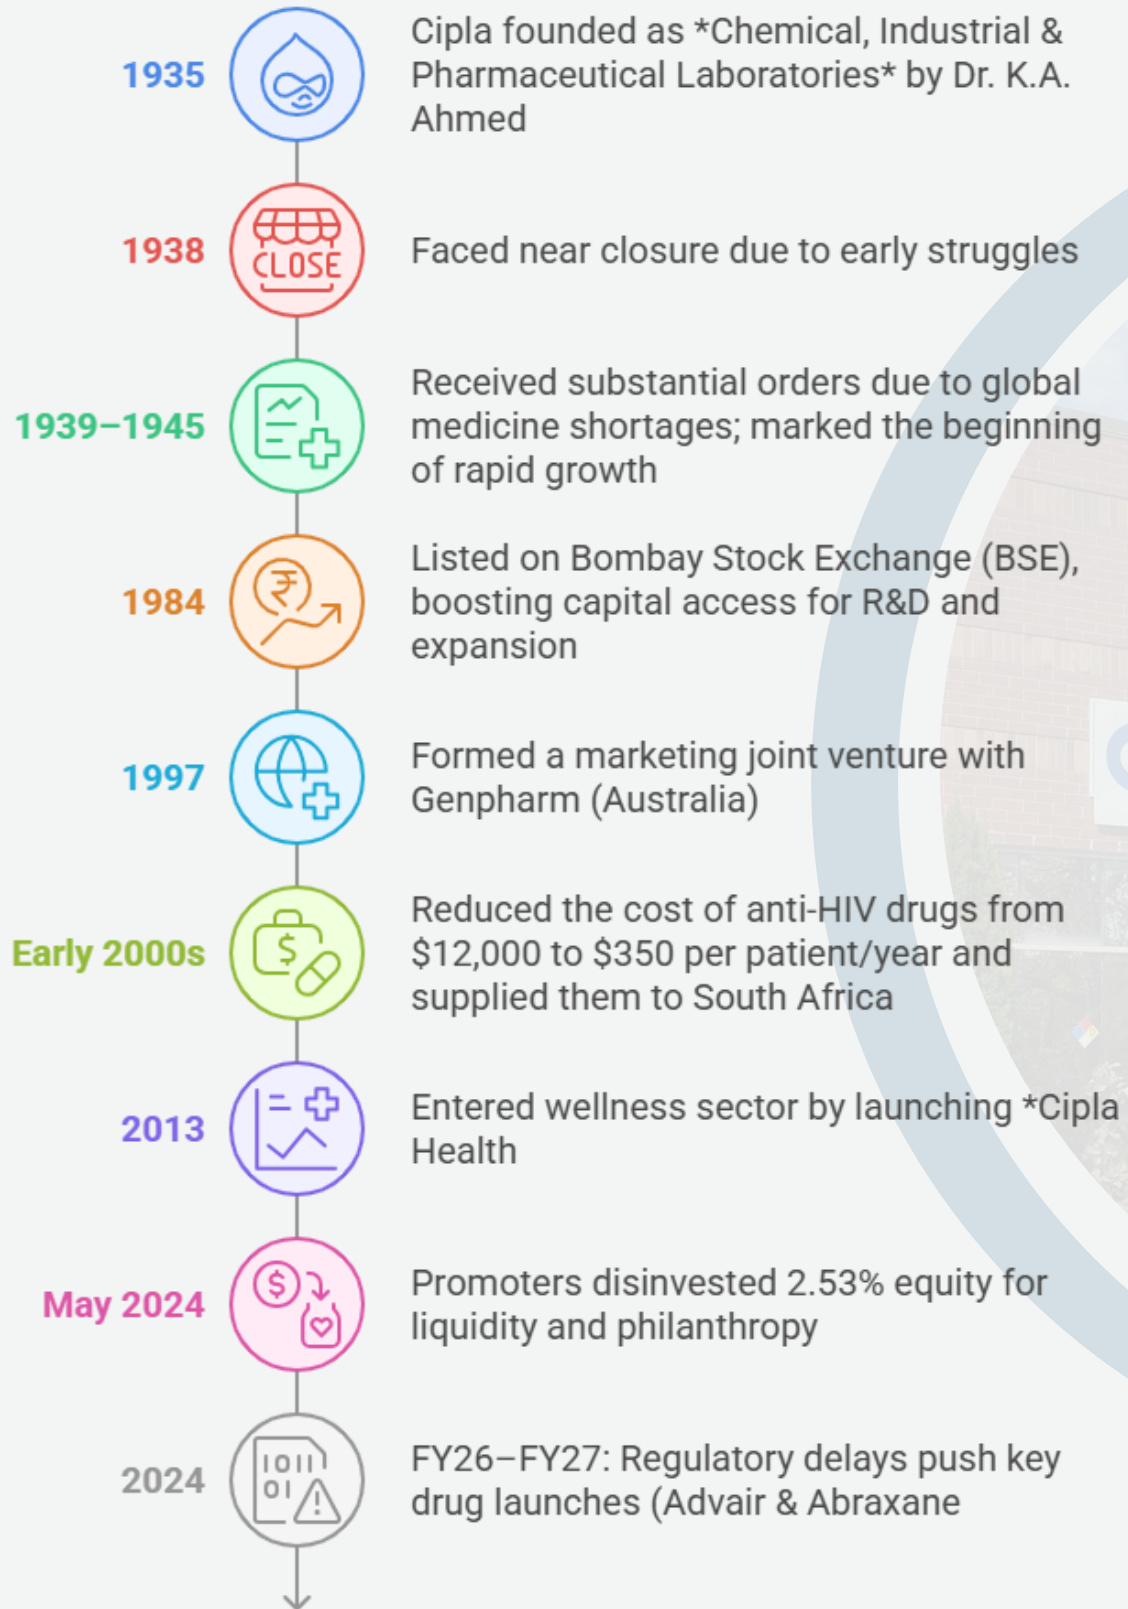 1935
Cipla founded as *Chemical, Industrial &
Pharmaceutical Laboratories* by Dr. K.A.
Ahmed
1938
CLOSE
Faced near closure due to early struggles
1939–1945
Received substantial orders due to global
medicine shortages; marked the beginning
of rapid growth
1984
₹
Listed on Bombay Stock Exchange (BSE),
boosting capital access for R&D and
expansion
1997
Formed a marketing joint venture with
Genpharm (Australia)
Early 2000s
$
Reduced the cost of anti-HIV drugs from
$12,000 to $350 per patient/year and
supplied them to South Africa
2013
Entered wellness sector by launching *Cipla
Health
May 2024
$
Promoters disinvested 2.53% equity for
liquidity and philanthropy
2024
1011
01
!
FY26–FY27: Regulatory delays push key
drug launches (Advair & Abraxane